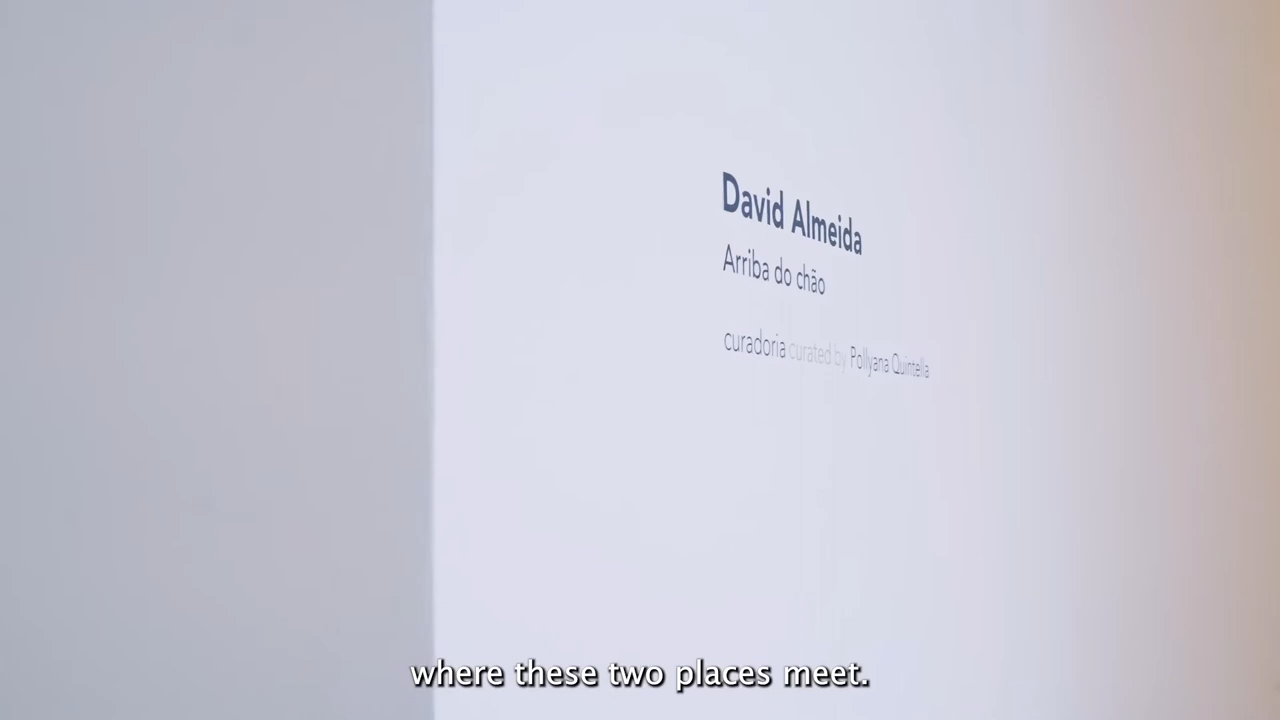 David Almeida
Arriba do chão
curadoria curated by Pollyana Quintella
where these two places meet.